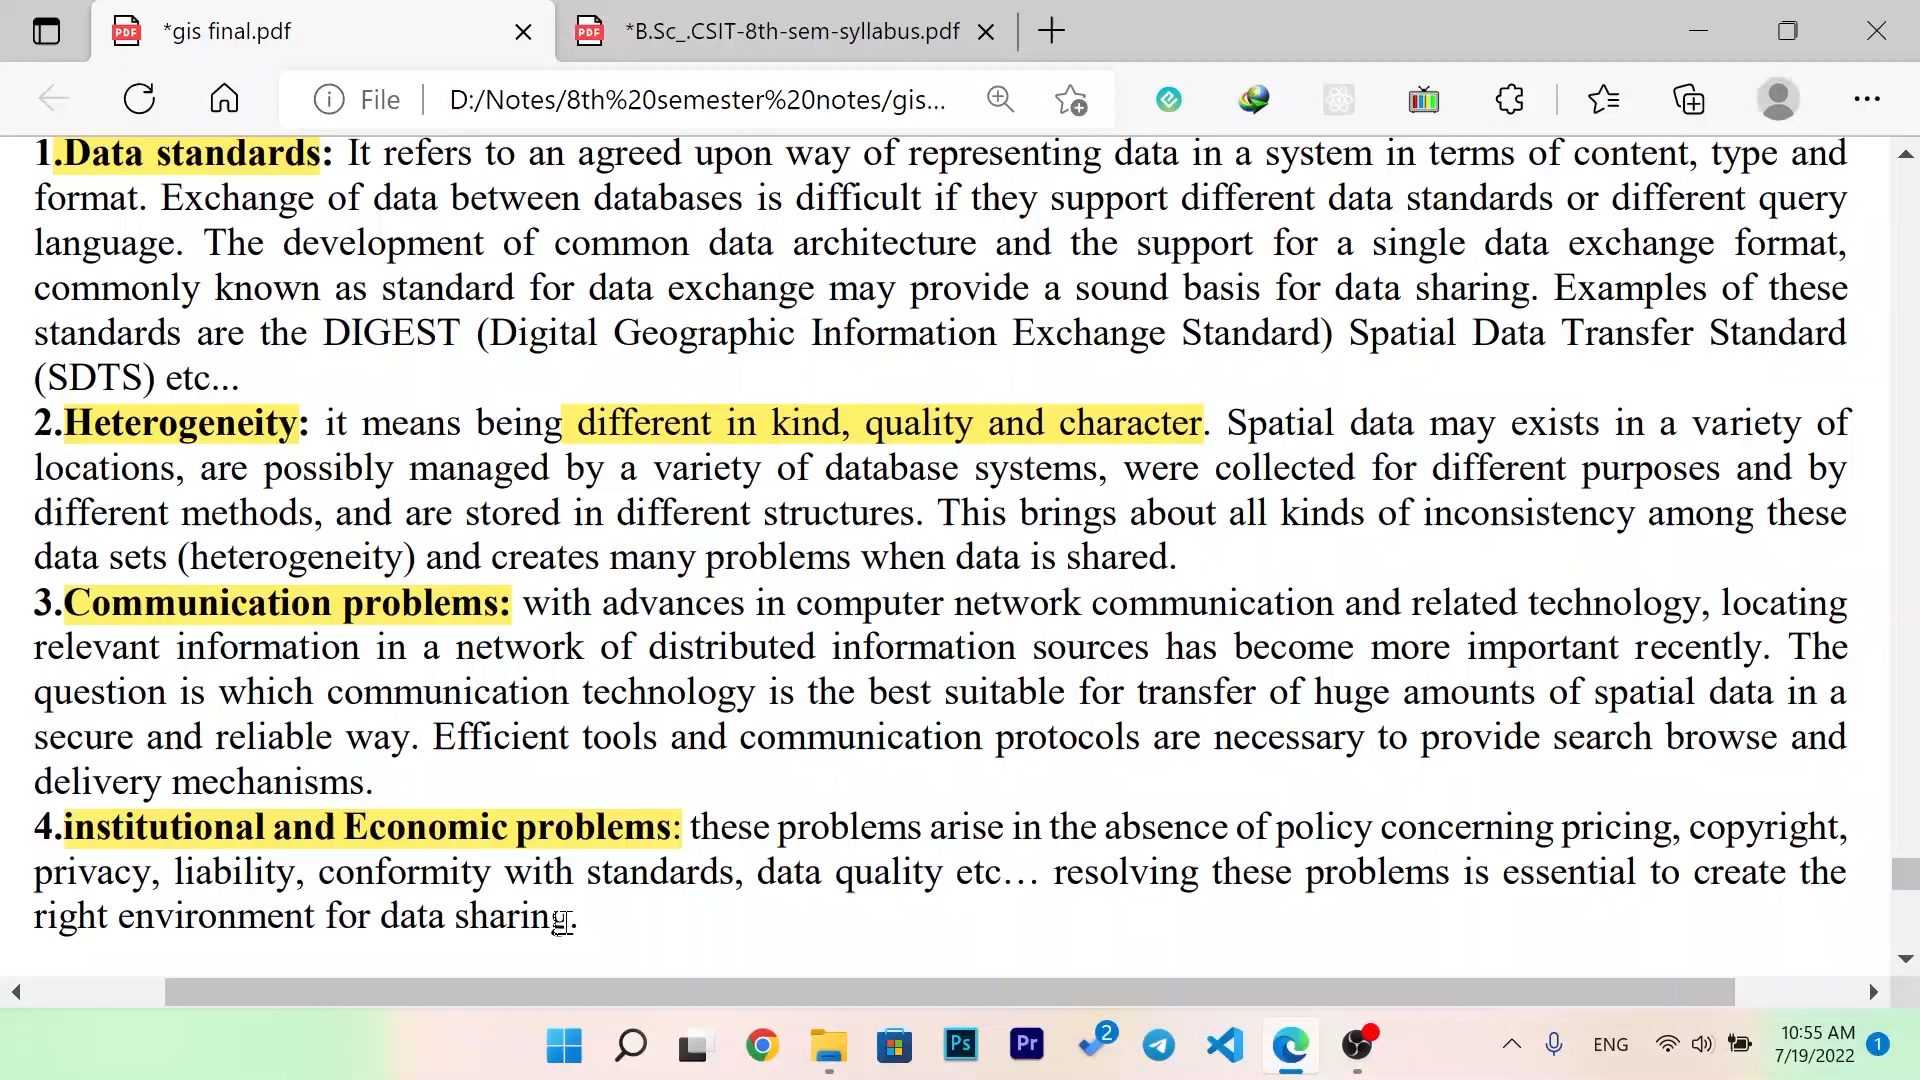 *gis final.pdf
*B.Sc_.CSIT-8th-sem-syllabus.pdf
File
D:/Notes/8th%20semester%20notes/gis...
1.Data standards: It refers to an agreed upon way of representing data in a system in terms of content, type and
format. Exchange of data between databases is difficult if they support different data standards or different query
language. The development of common data architecture and the support for a single data exchange format,
commonly known as standard for data exchange may provide a sound basis for data sharing. Examples of these
standards are the DIGEST (Digital Geographic Information Exchange Standard) Spatial Data Transfer Standard
(SDTS) etc...
2.Heterogeneity: it means being different in kind, quality and character. Spatial data may exists in a variety of
locations, are possibly managed by a variety of database systems, were collected for different purposes and by
different methods, and are stored in different structures. This brings about all kinds of inconsistency among these
data sets (heterogeneity) and creates many problems when data is shared.
3.Communication problems: with advances in computer network communication and related technology, locating
relevant information in a network of distributed information sources has become more important recently. The
question is which communication technology is the best suitable for transfer of huge amounts of spatial data in a
secure and reliable way. Efficient tools and communication protocols are necessary to provide search browse and
delivery mechanisms.
4.institutional and Economic problems: these problems arise in the absence of policy concerning pricing, copyright,
privacy, liability, conformity with standards, data quality etc… resolving these problems is essential to create the
right environment for data sharing.
PDF
PDF
Ps
Pr
2
ENG
10:55 AM
7/19/2022
1